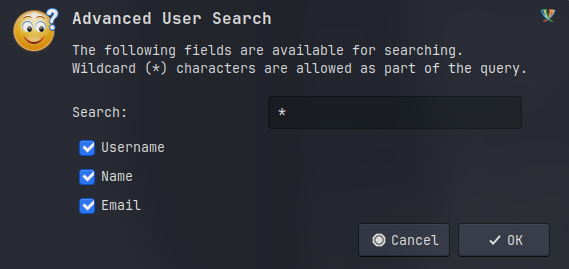 Advanced User Search
The following fields are available for searching.
Wildcard (*) characters are allowed as part of the query.
Search: *
Username
Name
Email
Cancel OK